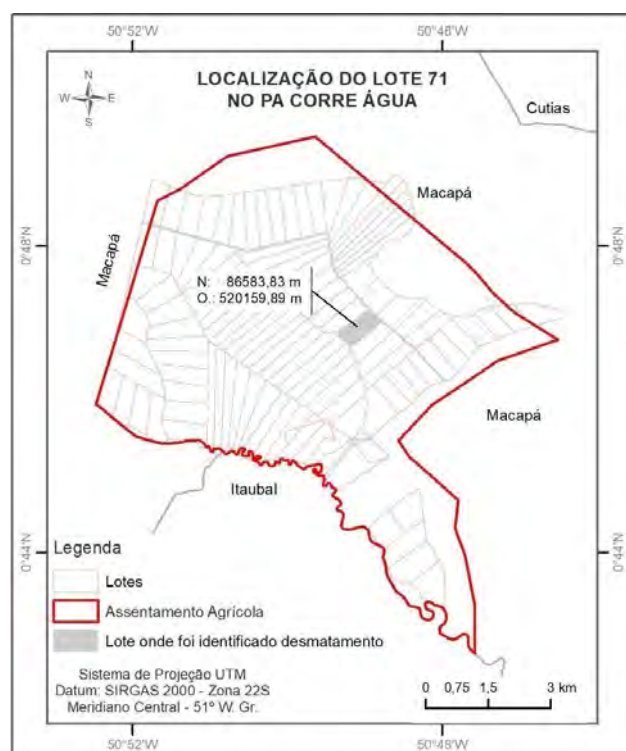 50°52'W
50°48'W
LOCALIZAÇÃO DO LOTE 71
NO PA CORRE ÁGUA
N
W E
S
Cutias
Macapá
0°48'
0°48'
Macapá
N: 86583,83 m
O.: 520159,89 m
Macapá
Itaubal
0°44'
0°44'
Legenda
Lotes
Assentamento Agrícola
Lote onde foi identificado desmatamento
Sistema de Projeção UTM
Datum: SIRGAS 2000 - Zona 22S
Meridiano Central - 51º W. Gr.
0 0,75 1,5 3 km
50°52'W
50°48'W